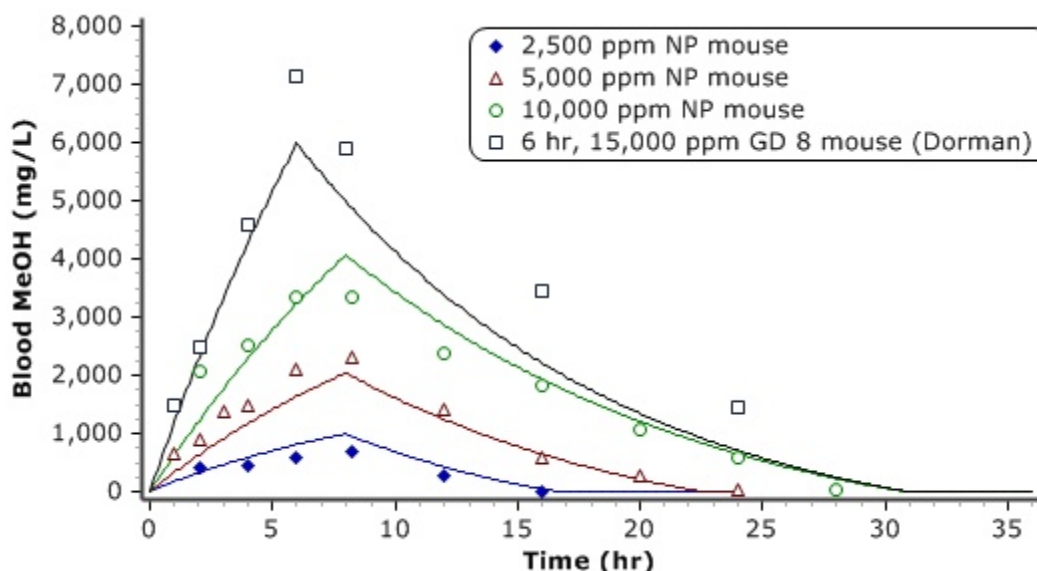 8,000
7,000
6,000
5,000
4,000
3,000
2,000
1,000
0
Blood MeOH (mg/L)
2,500 ppm NP mouse
5,000 ppm NP mouse
10,000 ppm NP mouse
6 hr, 15,000 ppm GD 8 mouse (Dorman)
0 5 10 15 20 25 30 35
Time (hr)